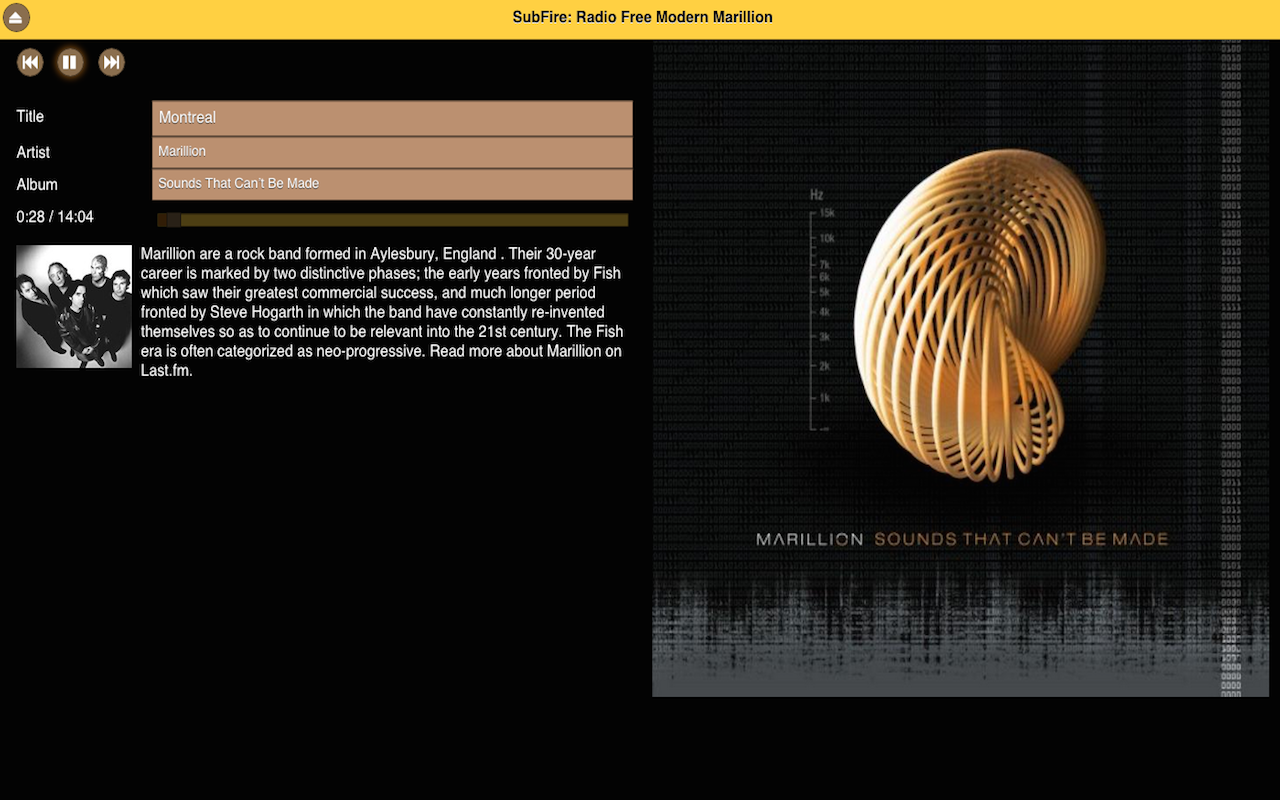 SubFire: Radio Free Modern Marillion
Title
Montreal
Artist
Marillion
Album
Sounds That Can't Be Made
0:28 / 14:04
Marillion are a rock band formed in Aylesbury, England . Their 30-year
career is marked by two distinctive phases; the early years fronted by Fish
which saw their greatest commercial success, and much longer period
fronted by Steve Hogarth in which the band have constantly re-invented
themselves so as to continue to be relevant into the 21st century. The Fish
era is often categorized as neo-progressive. Read more about Marillion on
Last.fm.
Hz
15k
10k
7k
6k
5k
4k
3k
2k
1k
MARILLION SOUNDS THAT CAN'T BE MADE